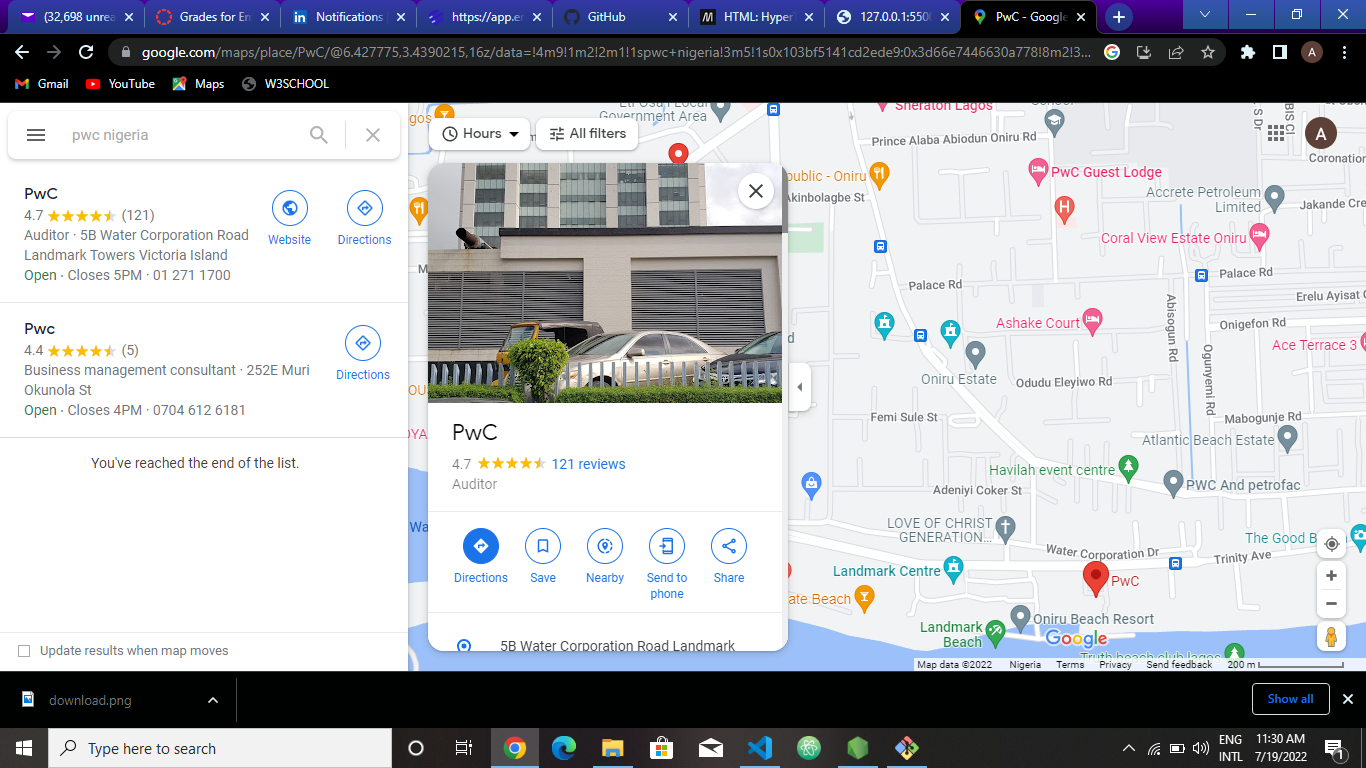 (32,698 unrea
Grades for En
Notifications
https://app.er
GitHub
HTML: Hyper
127.0.0.1:550
PwC - Google
google.com/maps/place/PwC/@6.427775,3.4390215,16z/data=!4m9!1m2!2m1!1spwc+nigeria!3m5!1s0x103bf5141cd2ede9:0x3d66e7446630a778!8m2!3...
A
Gmail
YouTube
Maps
W3SCHOOL
pwc nigeria
Hours
All filters
PwC
4.7 (121)
Auditor · 5B Water Corporation Road
Landmark Towers Victoria Island
Open · Closes 5PM · 01 271 1700
Website
Directions
Pwc
4.4 (5)
Business management consultant · 252E Muri
Okunola St
Open · Closes 4PM · 0704 612 6181
Directions
You've reached the end of the list.
Update results when map moves
PwC
4.7 121 reviews
Auditor
Directions
Save
Nearby
Send to
phone
Share
5B Water Corporation Road Landmark
Government Area
Sheraton Lagos
Prince Alaba Abiodun Oniru Rd
A
Coronation
public - Oniru
PwC Guest Lodge
Akinbolagbe St
Accrete Petroleum
Limited
Jakande Cre
H
Coral View Estate Oniru
Palace Rd
Palace Rd
Abisogun Rd
Erelu Ayisat
Ashake Court
Onigefon Rd
Ogunyemi Rd
Ace Terrace 3
Oniru Estate
Odudu Eleyiwo Rd
Femi Sule St
Mabogunje Rd
Atlantic Beach Estate
Havilah event centre
PWC And petrofac
Adeniyi Coker St
LOVE OF CHRIST
GENERATION...
Water Corporation Dr
The Good B
Trinity Ave
Landmark Centre
PwC
ate Beach
Oniru Beach Resort
Landmark
Beach
Google
Truth beach club lagos
Map data ©2022
Nigeria
Terms
Privacy
Send feedback
200 m
download.png
Show all
Type here to search
ENG
INTL
11:30 AM
7/19/2022
1